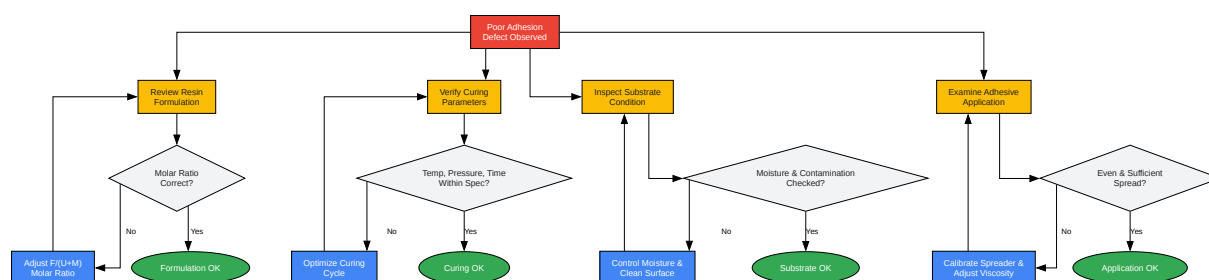 Poor Adhesion
Defect Observed
Review Resin
Formulation
Verify Curing
Parameters
Inspect Substrate
Condition
Examine Adhesive
Application
Molar Ratio
Correct?
Temp, Pressure, Time
Within Spec?
Moisture & Contamination
Checked?
Even & Sufficient
Spread?
No
Yes
No
Yes
No
Yes
No
Yes
Adjust F/(U+M)
Molar Ratio
Formulation OK
Optimize Curing
Cycle
Curing OK
Control Moisture &
Clean Surface
Substrate OK
Calibrate Spreader &
Adjust Viscosity
Application OK